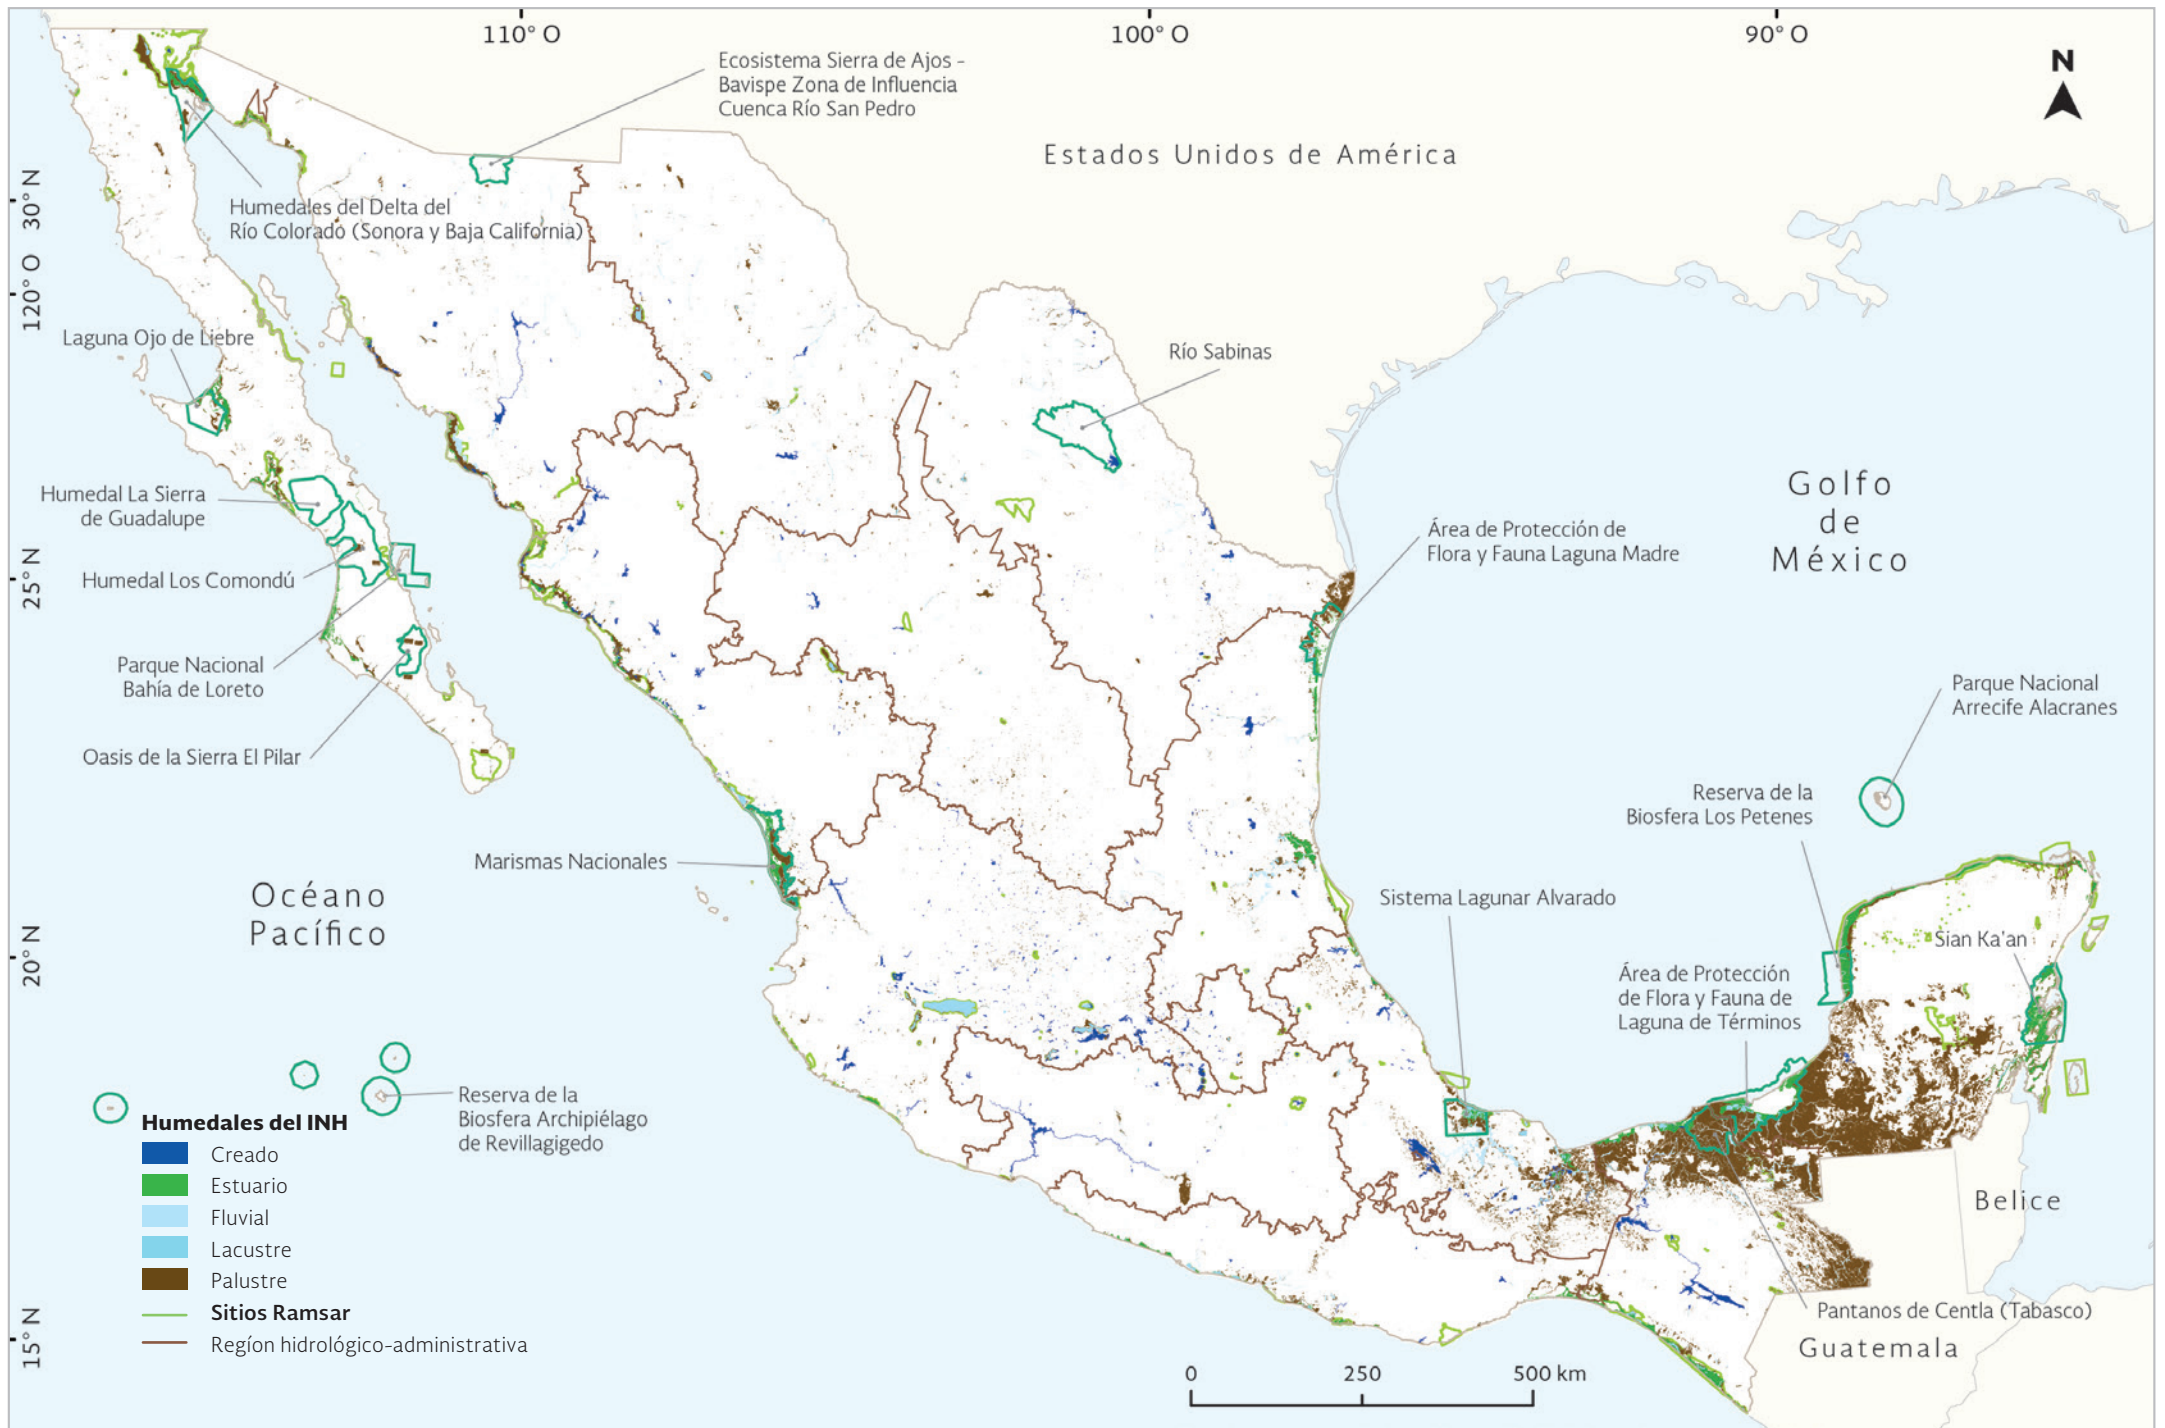 110° O
100° O
90° O
N
Ecosistema Sierra de Ajos -
Bavispe Zona de Influencia
Cuenca Río San Pedro
Estados Unidos de América
30° N
Humedales del Delta del
Río Colorado (Sonora y Baja California)
120° O
Laguna Ojo de Liebre
Río Sabinas
Golfo
de
México
Humedal La Sierra
de Guadalupe
Área de Protección de
Flora y Fauna Laguna Madre
25° N
Humedal Los Comondú
Parque Nacional
Bahía de Loreto
Parque Nacional
Arrecife Alacranes
Oasis de la Sierra El Pilar
Reserva de la
Biosfera Los Petenes
Marismas Nacionales
Océano
Pacífico
Sistema Lagunar Alvarado
20° N
Sian Ka'an
Área de Protección
de Flora y Fauna de
Laguna de Términos
Reserva de la
Biosfera Archipiélago
de Revillagigedo
Humedales del INH
Creado
Estuario
Fluvial
Lacustre
Palustre
Sitios Ramsar
Regíon hidrológico-administrativa
Belice
Pantanos de Centla (Tabasco)
Guatemala
15° N
0
250
500 km